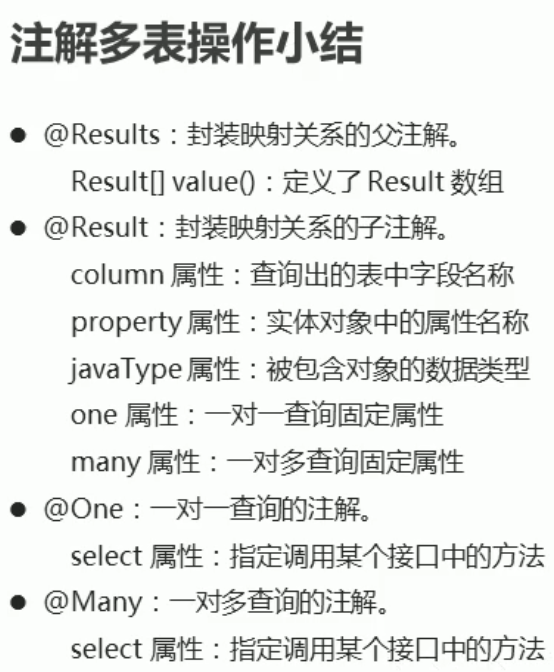 注解多表操作小结
● @Results：封装映射关系的父注解。
Result[] value()：定义了 Result 数组
● @Result：封装映射关系的子注解。
column 属性：查询出的表中字段名称
property 属性：实体对象中的属性名称
javaType 属性：被包含对象的数据类型
one 属性：一对一查询固定属性
many 属性：一对多查询固定属性
● @One：一对一查询的注解。
select 属性：指定调用某个接口中的方法
● @Many：一对多查询的注解。
select 属性：指定调用某个接口中的方法